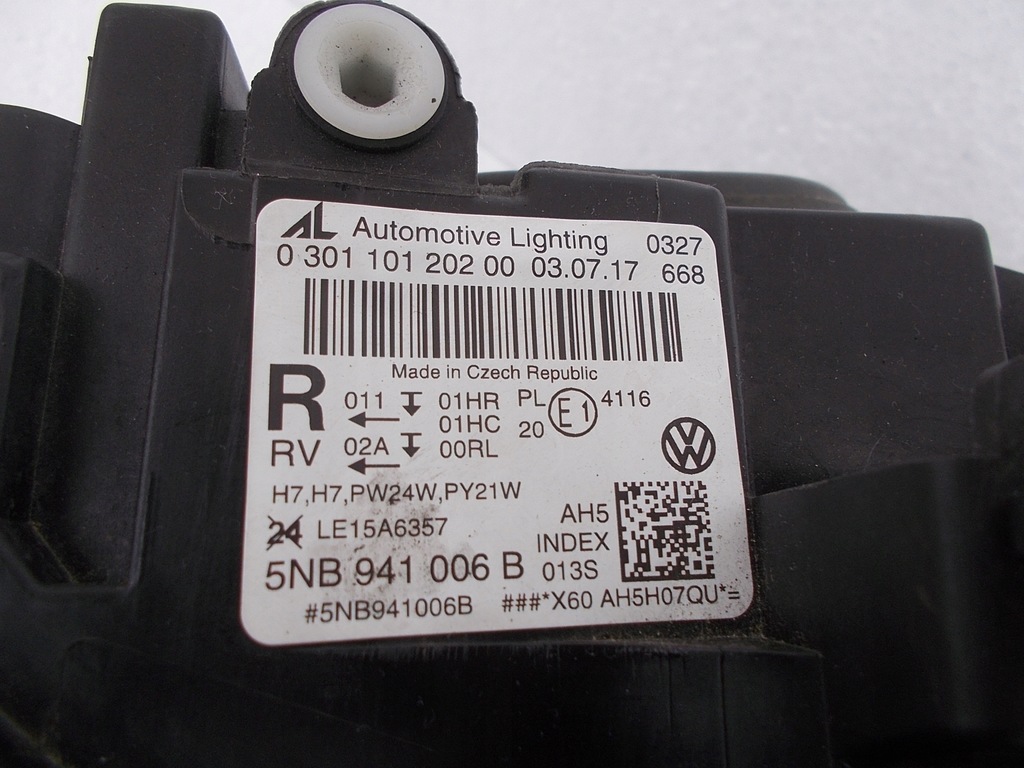 AL Automotive Lighting 0327
0 301 101 202 00 03.07.17 668
Made in Czech Republic
R 011 01HR PL E1 4116
01HC 20
RV 02A 00RL
H7,H7,PW24W,PY21W
24 LE15A6357 AH5
INDEX
5NB 941 006 B 013S
#5NB941006B ###*X60 AH5H07QU*=